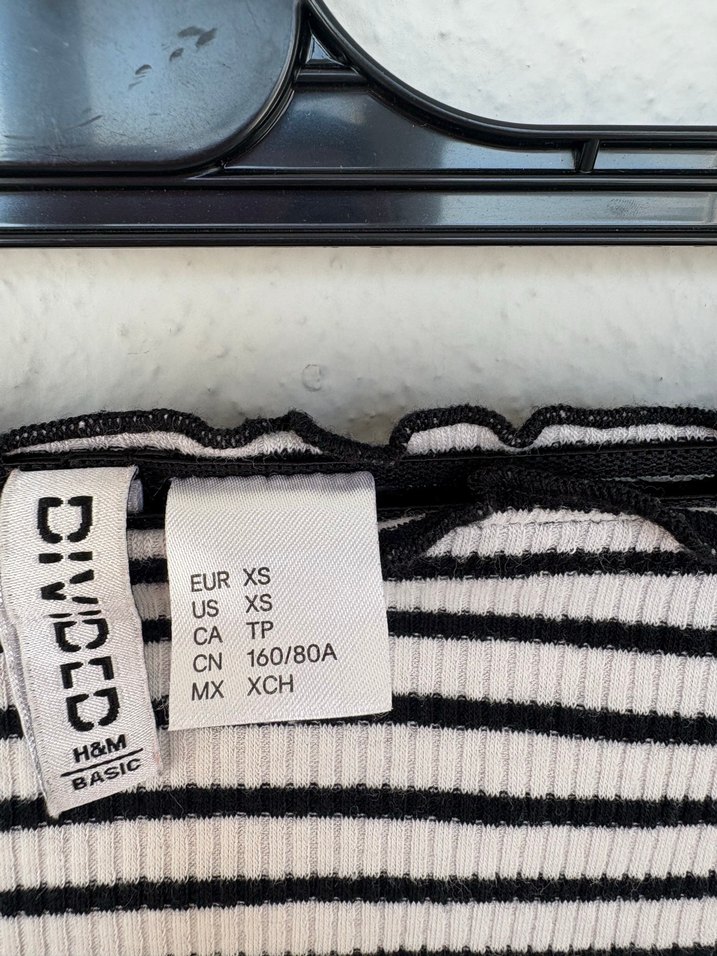 DIVIDED
H&M
BASIC
EUR XS
US XS
CA TP
CN 160/80A
MX XCH